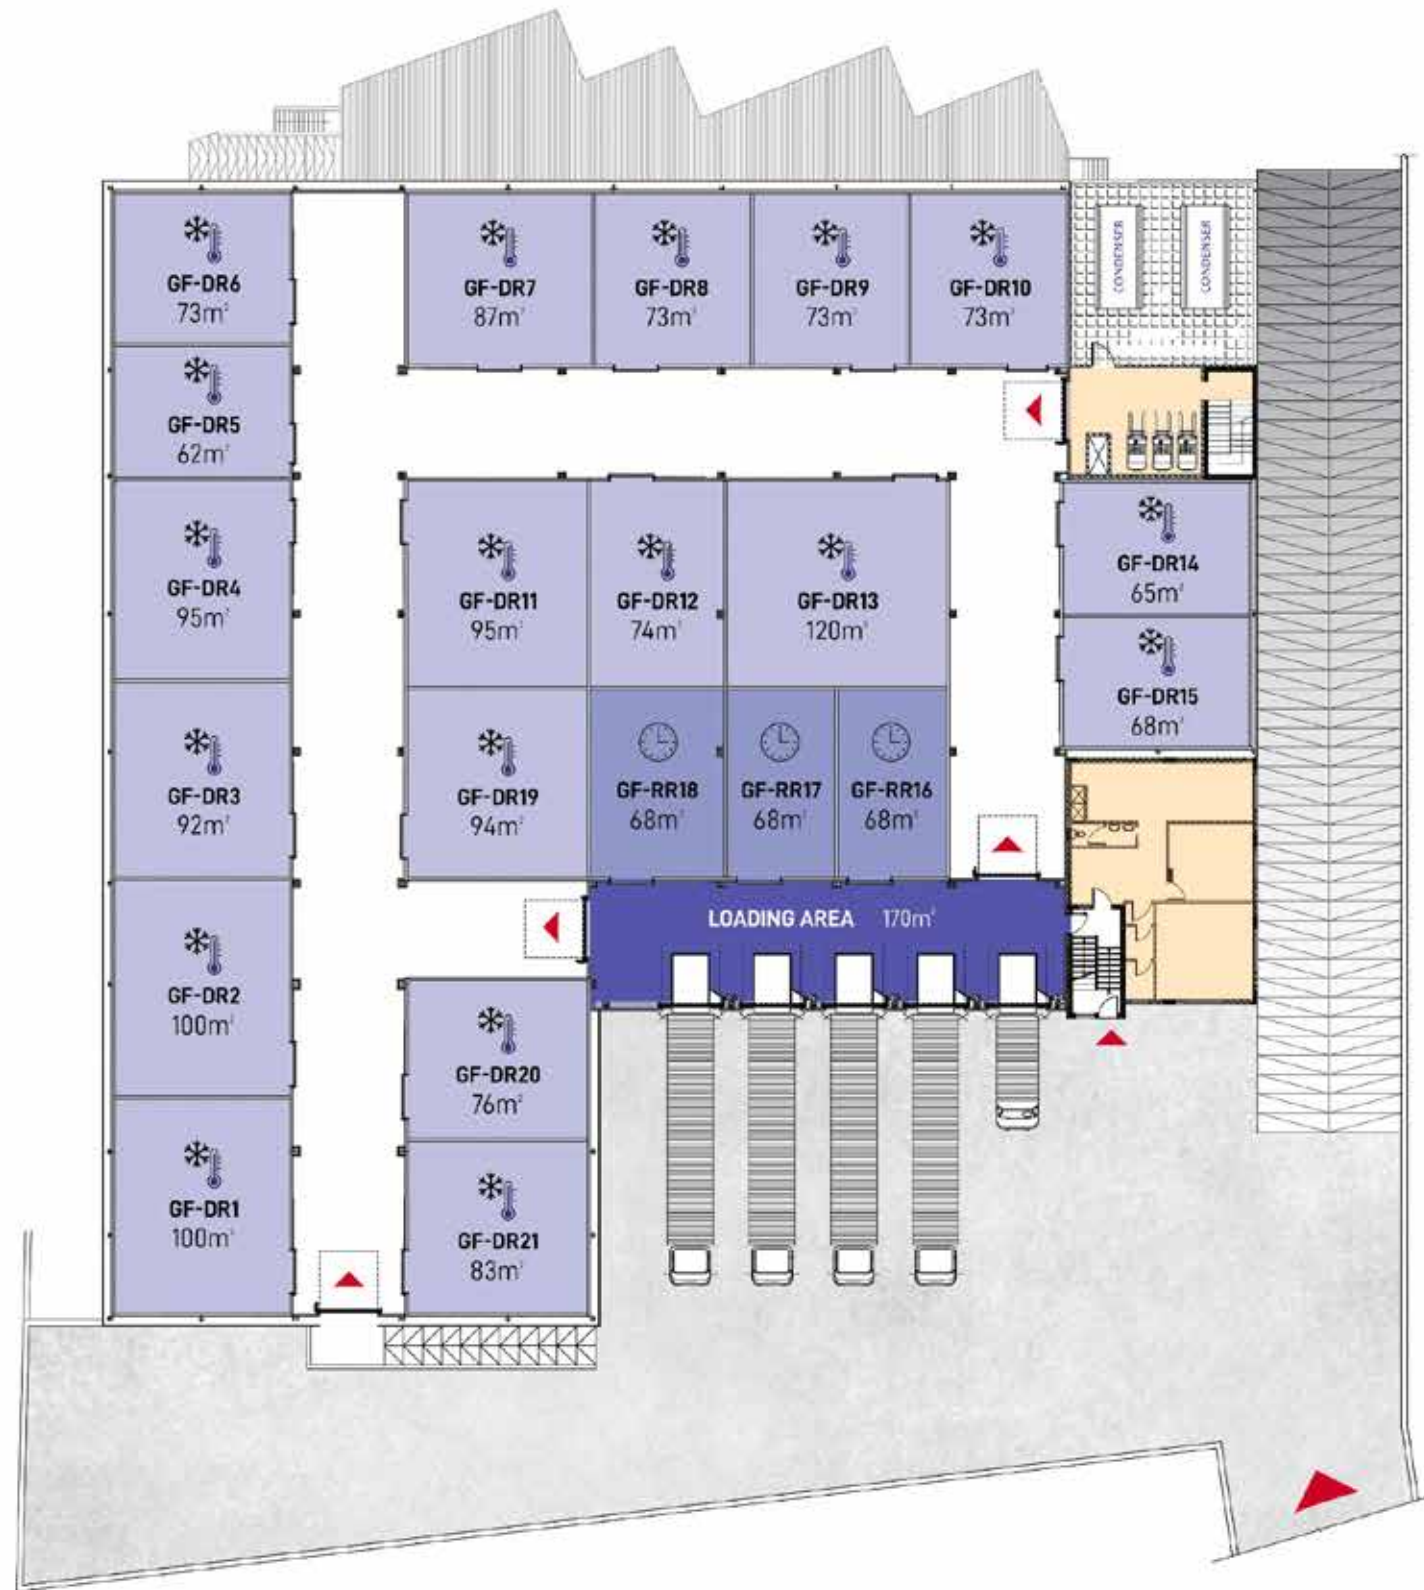 GF-DR6
73m²
GF-DR7
87m²
GF-DR8
73m²
GF-DR9
73m²
GF-DR10
73m²
CONDENSER
CONDENSER
GF-DR5
62m²
GF-DR4
95m²
GF-DR11
95m²
GF-DR12
74m²
GF-DR13
120m²
GF-DR14
65m²
GF-DR15
68m²
GF-DR3
92m²
GF-DR19
94m²
GF-RR18
68m²
GF-RR17
68m²
GF-RR16
68m²
LOADING AREA 170m²
GF-DR2
100m²
GF-DR20
76m²
GF-DR1
100m²
GF-DR21
83m²